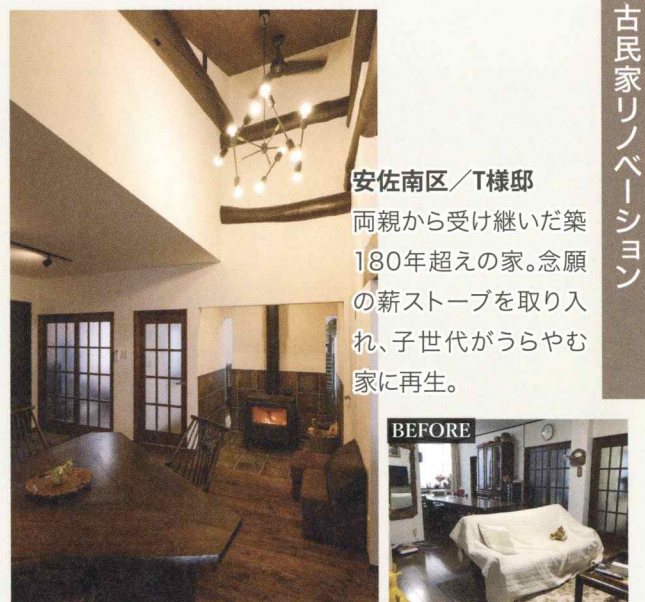 古民家リノベーション
安佐南区／T様邸
両親から受け継いだ築
180年超えの家。念願
の薪ストーブを取り入
れ、子世代がうらやむ
家に再生。
BEFORE